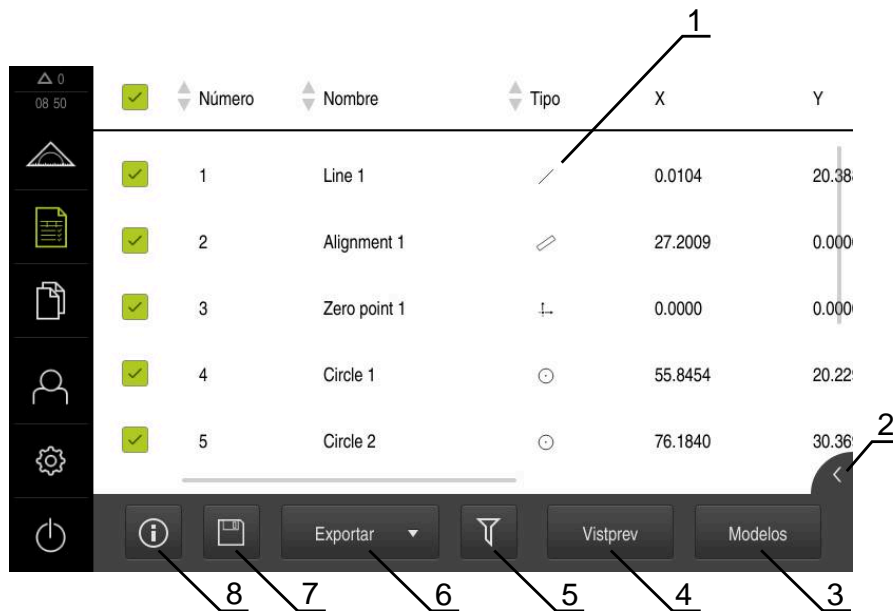 1
0
08 50
Número Nombre Tipo X Y
1 Line 1 0.0104
2 Alignment 1 27.2009
3 Zero point 1 0.0000
4 Circle 1 55.8454
5 Circle 2 76.1840
2
Exportar Vistprev Modelos
8 7 6 5 4 3